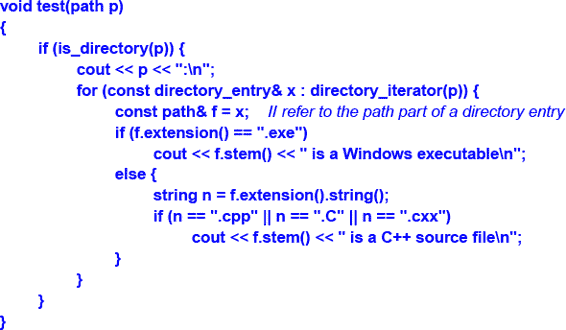 void test(path p)
{
if (is_directory(p)) {
cout << p << ":\n";
for (const directory_entry& x : directory_iterator(p)) {
const path& f = x; // refer to the path part of a directory entry
if (f.extension() == ".exe")
cout << f.stem() << " is a Windows executable\n";
else {
string n = f.extension().string();
if (n == ".cpp" || n == ".C" || n == ".cxx")
cout << f.stem() << " is a C++ source file\n";
}
}
}
}